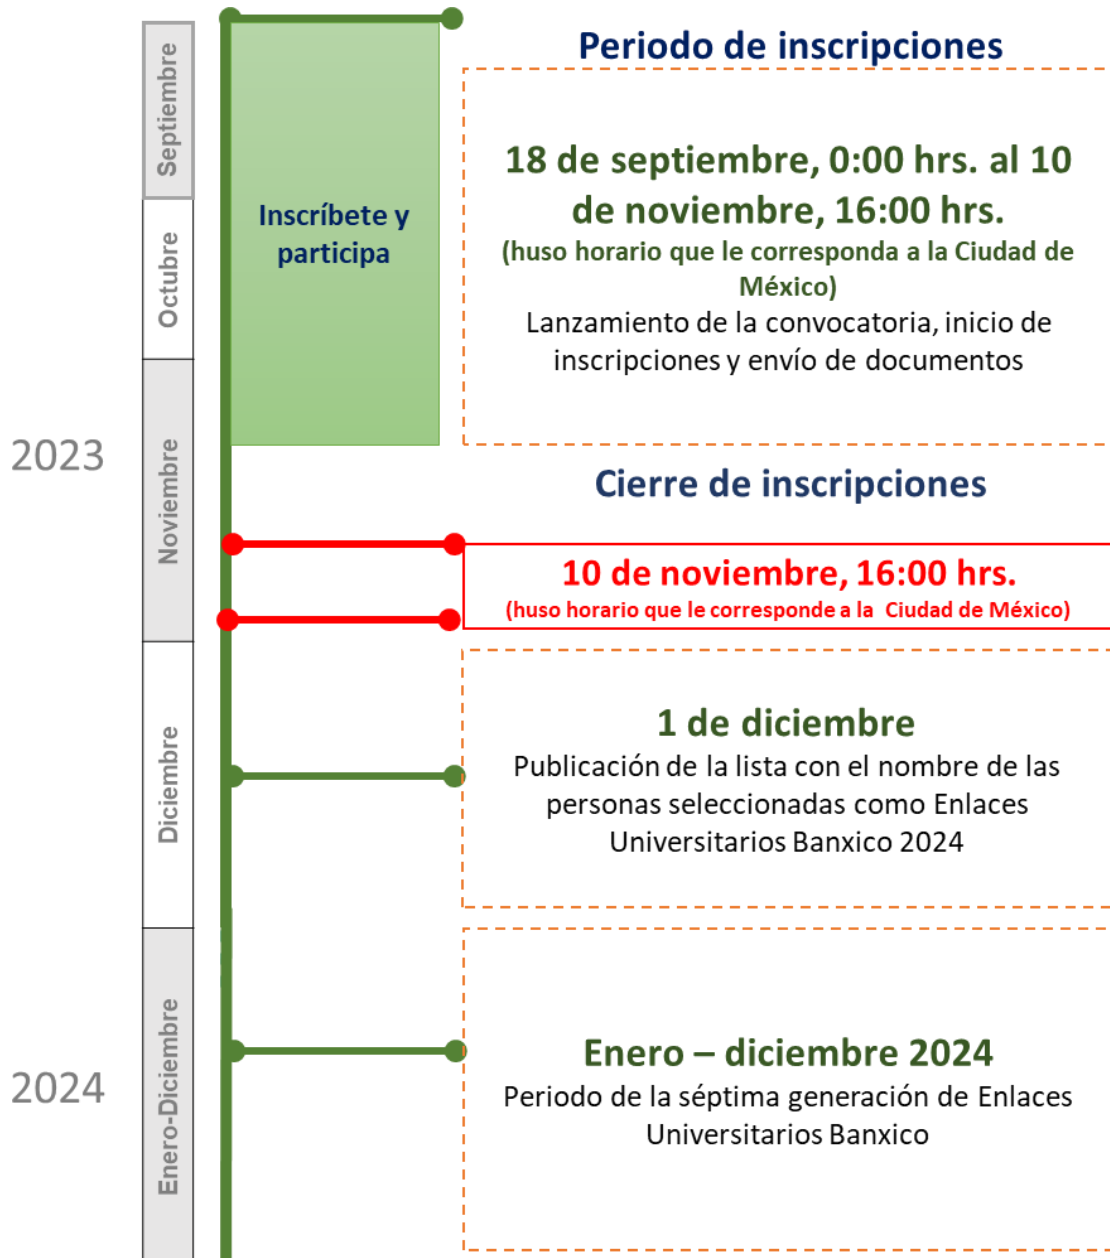 Periodo de inscripciones
Septiembre
18 de septiembre, 0:00 hrs. al 10
de noviembre, 16:00 hrs.
(huso horario que le corresponda a la Ciudad de
México)
Lanzamiento de la convocatoria, inicio de
inscripciones y envío de documentos
Inscríbete y
participa
Octubre
2023
Noviembre
Cierre de inscripciones
10 de noviembre, 16:00 hrs.
(huso horario que le corresponde a la Ciudad de México)
Diciembre
1 de diciembre
Publicación de la lista con el nombre de las
personas seleccionadas como Enlaces
Universitarios Banxico 2024
2024
Enero-Diciembre
Enero – diciembre 2024
Periodo de la séptima generación de Enlaces
Universitarios Banxico